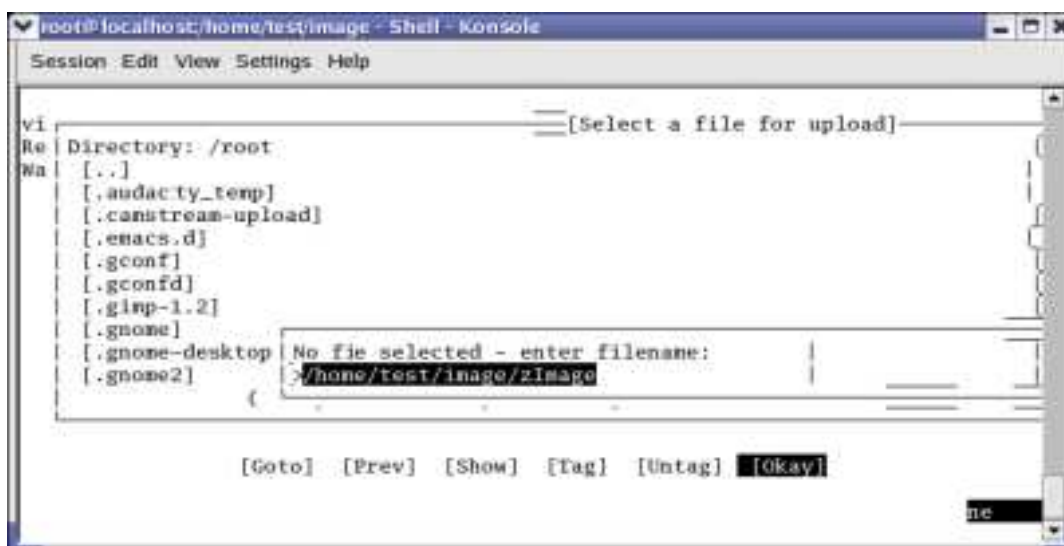 root@localhost:/home/test/image - Shell - Konsole
Session Edit View Settings Help
[Select a file for upload]
vi
Re
Directory: /root
Wa
[..]
[.audacty_temp]
[.camstream-upload]
[.emacs.d]
[.gconf]
[.gconfd]
[.gimp-1.2]
[.gnome]
[.gnome-desktop
[.gnome2]
No fie selected - enter filename:
>/home/test/image/zImage
(
[Goto] [Prev] [Show] [Tag] [Untag] [Okay]
ne